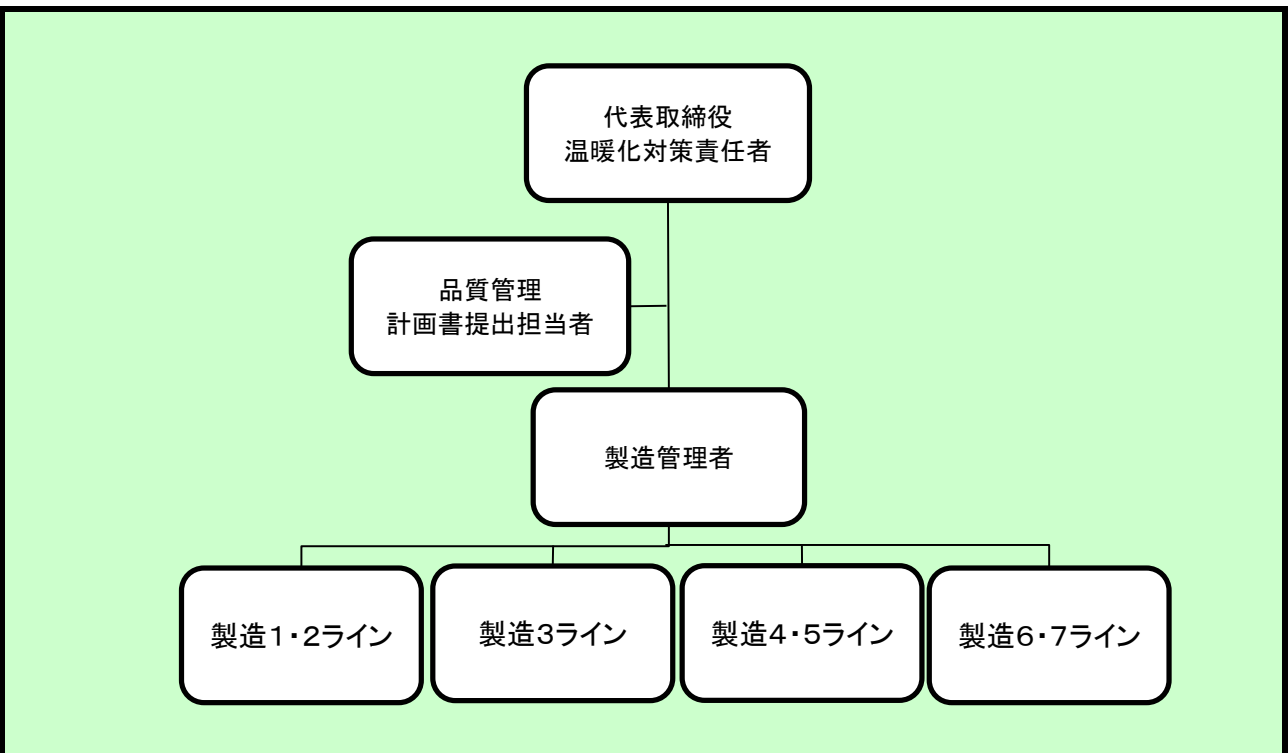 代表取締役
温暖化対策責任者
品質管理
計画書提出担当者
製造管理者
製造１・２ライン
製造３ライン
製造４・５ライン
製造６・７ライン